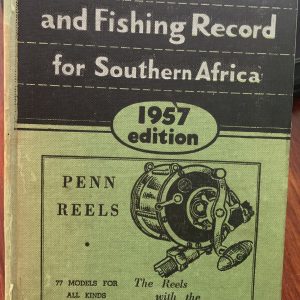 and Fishing Record
for Southern Africa
1957
edition
PENN
REELS
77 MODELS FOR
ALL KINDS
The Reels
with the